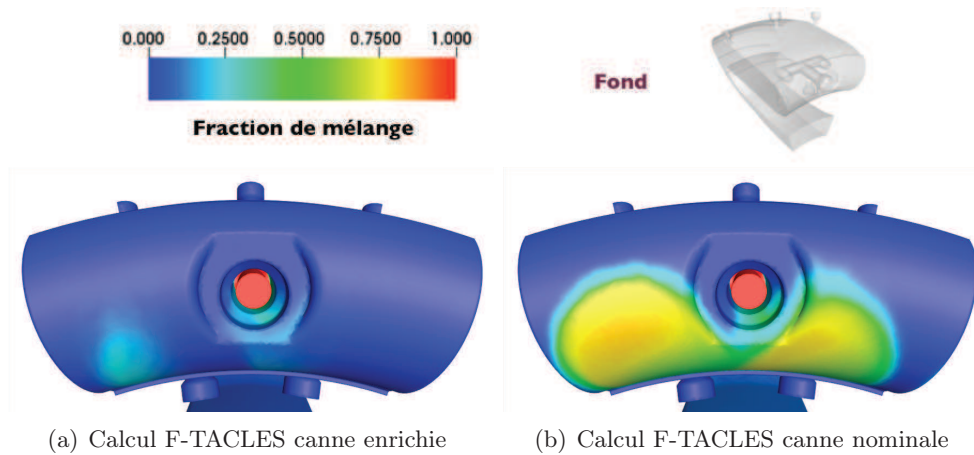 0.000 0.2500 0.5000 0.7500 1.000
Fraction de mélange
Fond
(a) Calcul F-TACLES canne enrichie
(b) Calcul F-TACLES canne nominale